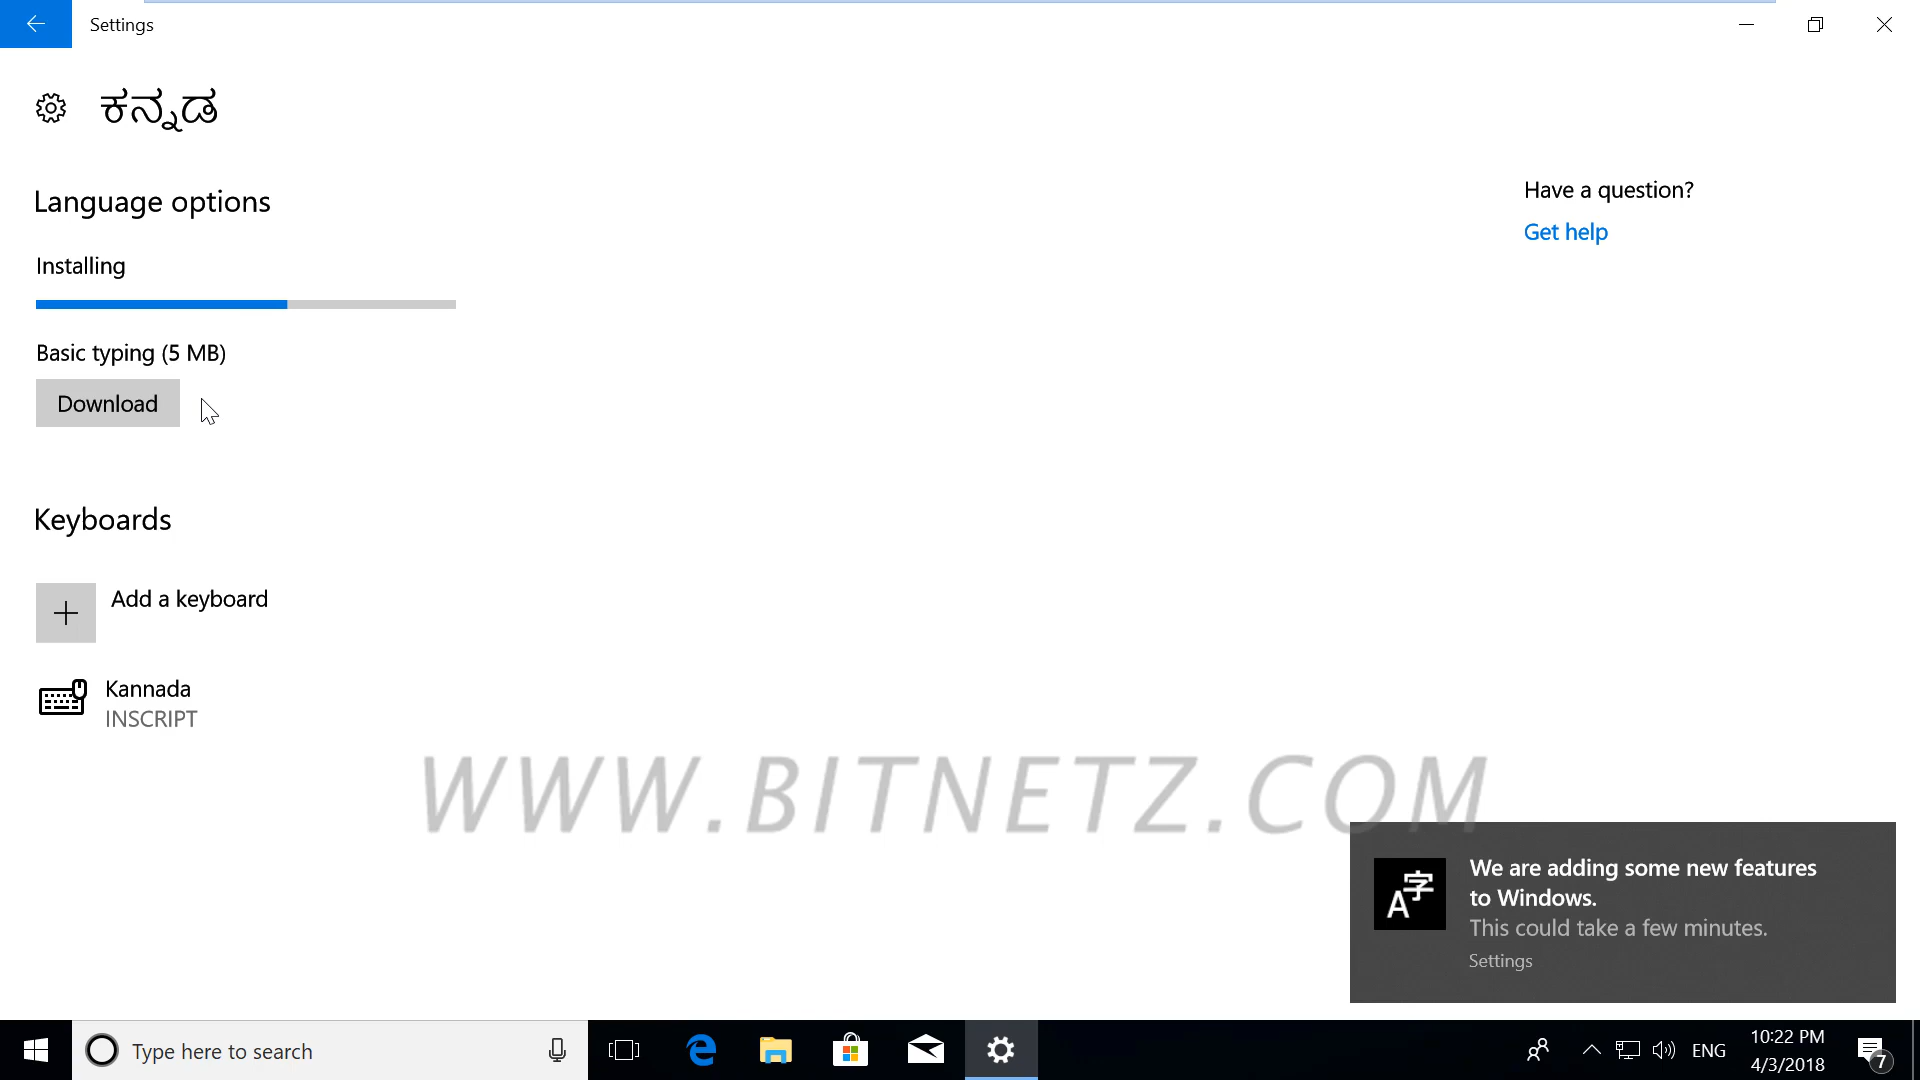 Settings
ಕನ್ನಡ
Language options
Installing
Basic typing (5 MB)
Download
Keyboards
Add a keyboard
Kannada
INSCRIPT
Have a question?
Get help
WWW.BITNETZ.COM
A字
We are adding some new features
to Windows.
This could take a few minutes.
Settings
Type here to search
ENG
10:22 PM
4/3/2018
7